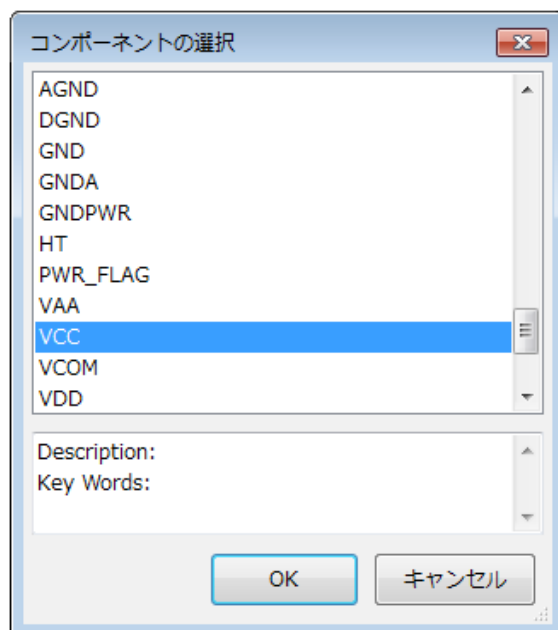 コンポーネントの選択
AGND
DGND
GND
GNDA
GNDPWR
HT
PWR_FLAG
VAA
VCC
VCOM
VDD
Description:
Key Words:
OK
キャンセル